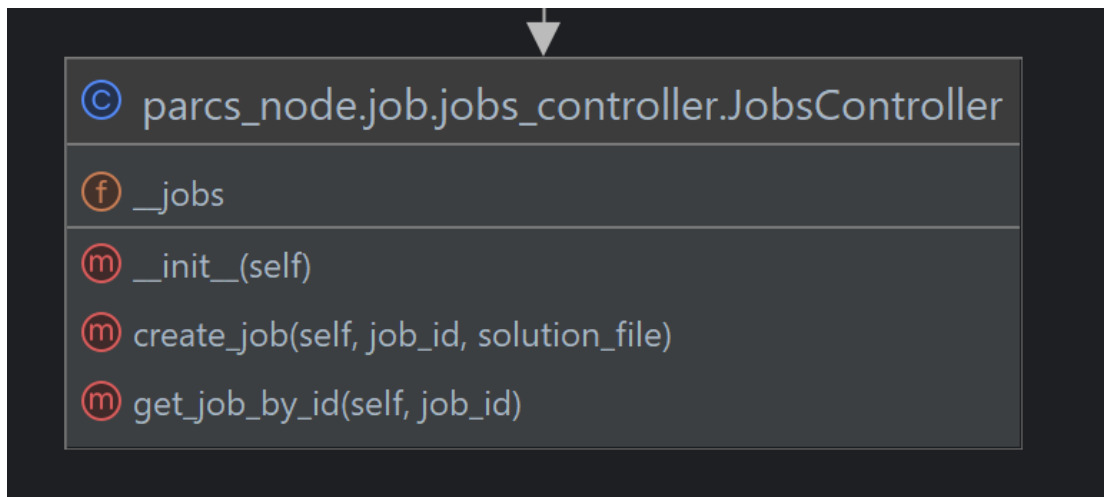 C parcs_node.job.jobs_controller.JobsController
f __jobs
m __init__(self)
m create_job(self, job_id, solution_file)
m get_job_by_id(self, job_id)